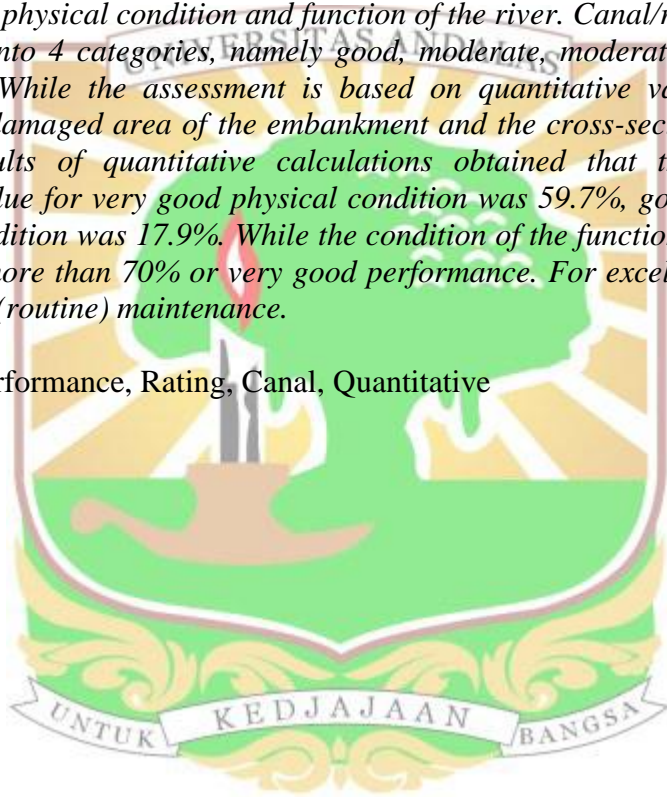 physical condition and function of the river. Canal/
nto 4 categories, namely good, moderate, moderat
UNIVERSITAS ANDALAS
While the assessment is based on quantitative va
damaged area of the embankment and the cross-sec
ults of quantitative calculations obtained that t
lue for very good physical condition was 59.7%, go
dition was 17.9%. While the condition of the function
more than 70% or very good performance. For excel
(routine) maintenance.
rformance, Rating, Canal, Quantitative
UNTUK KEDJAJAAN BANGSA